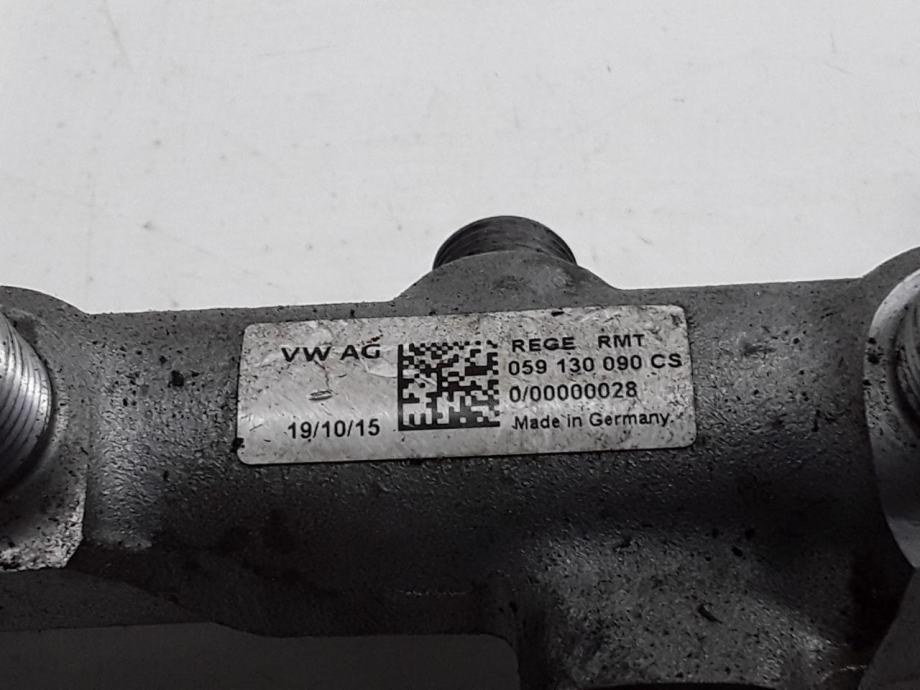 VW AG
19/10/15
REGE RMT
059 130 090 CS
0/00000028
Made in Germany